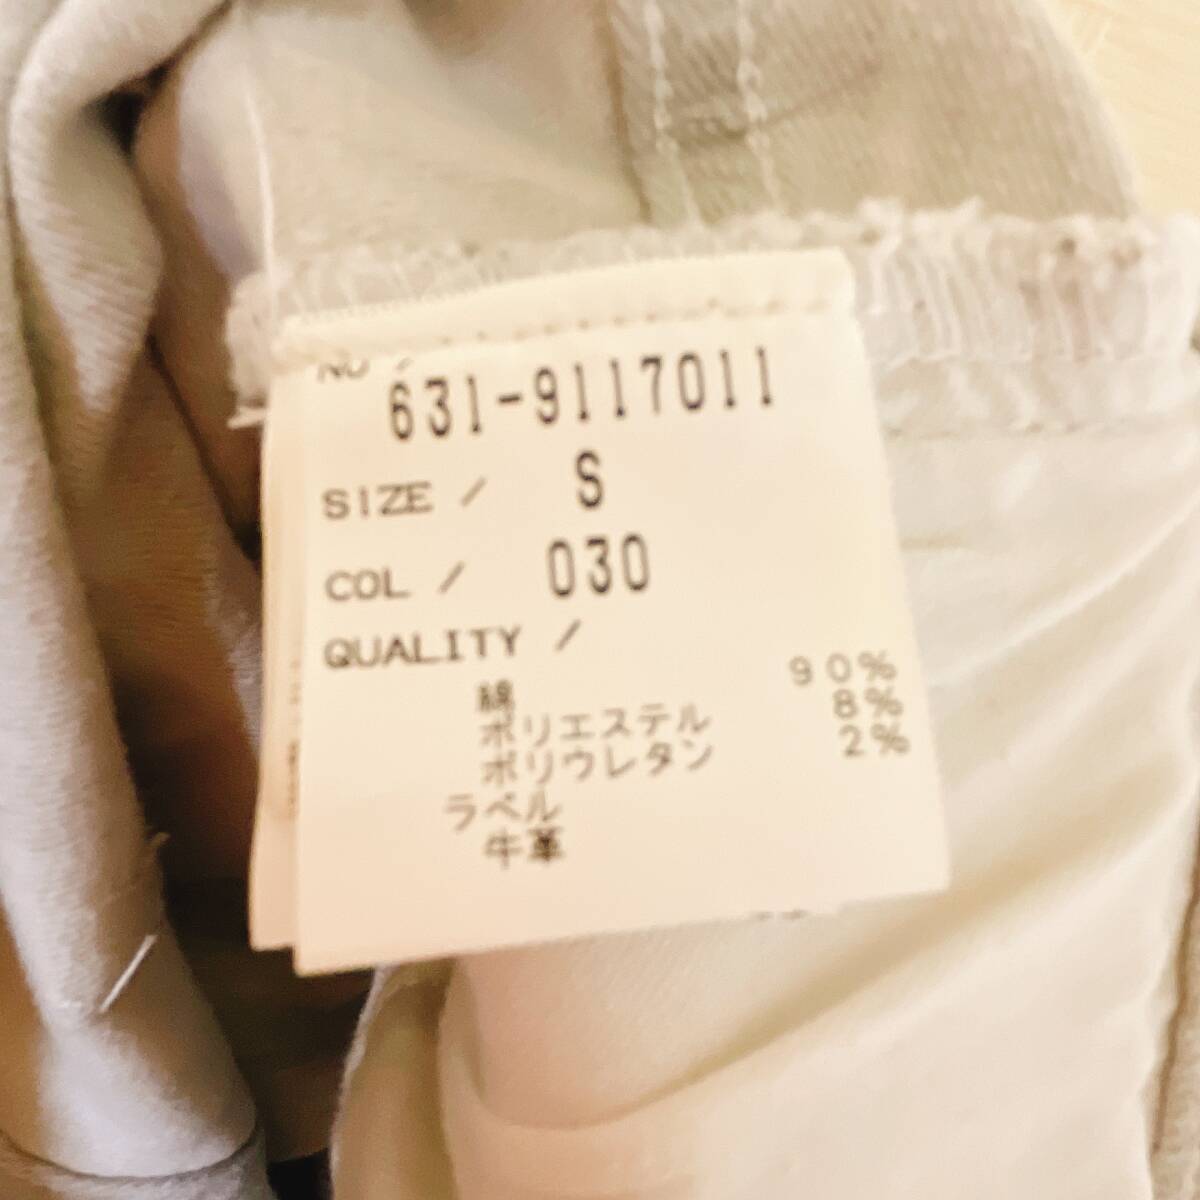 NO /
631-9117011
SIZE / S
COL / 030
QUALITY /
綿 90%
ポリエステル 8%
ポリウレタン 2%
ラベル
牛革